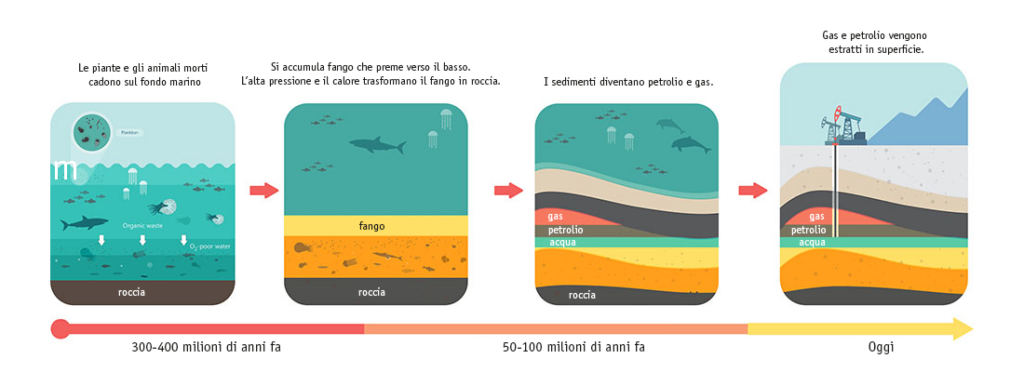 Le piante e gli animali morti
cadono sul fondo marino
Plankton
m
Organic waste
O₂-poor water
roccia
Si accumula fango che preme verso il basso.
L'alta pressione e il calore trasformano il fango in roccia.
fango
roccia
I sedimenti diventano petrolio e gas.
gas
petrolio
acqua
roccia
Gas e petrolio vengono
estratti in superficie.
gas
petrolio
acqua
300-400 milioni di anni fa
50-100 milioni di anni fa
Oggi